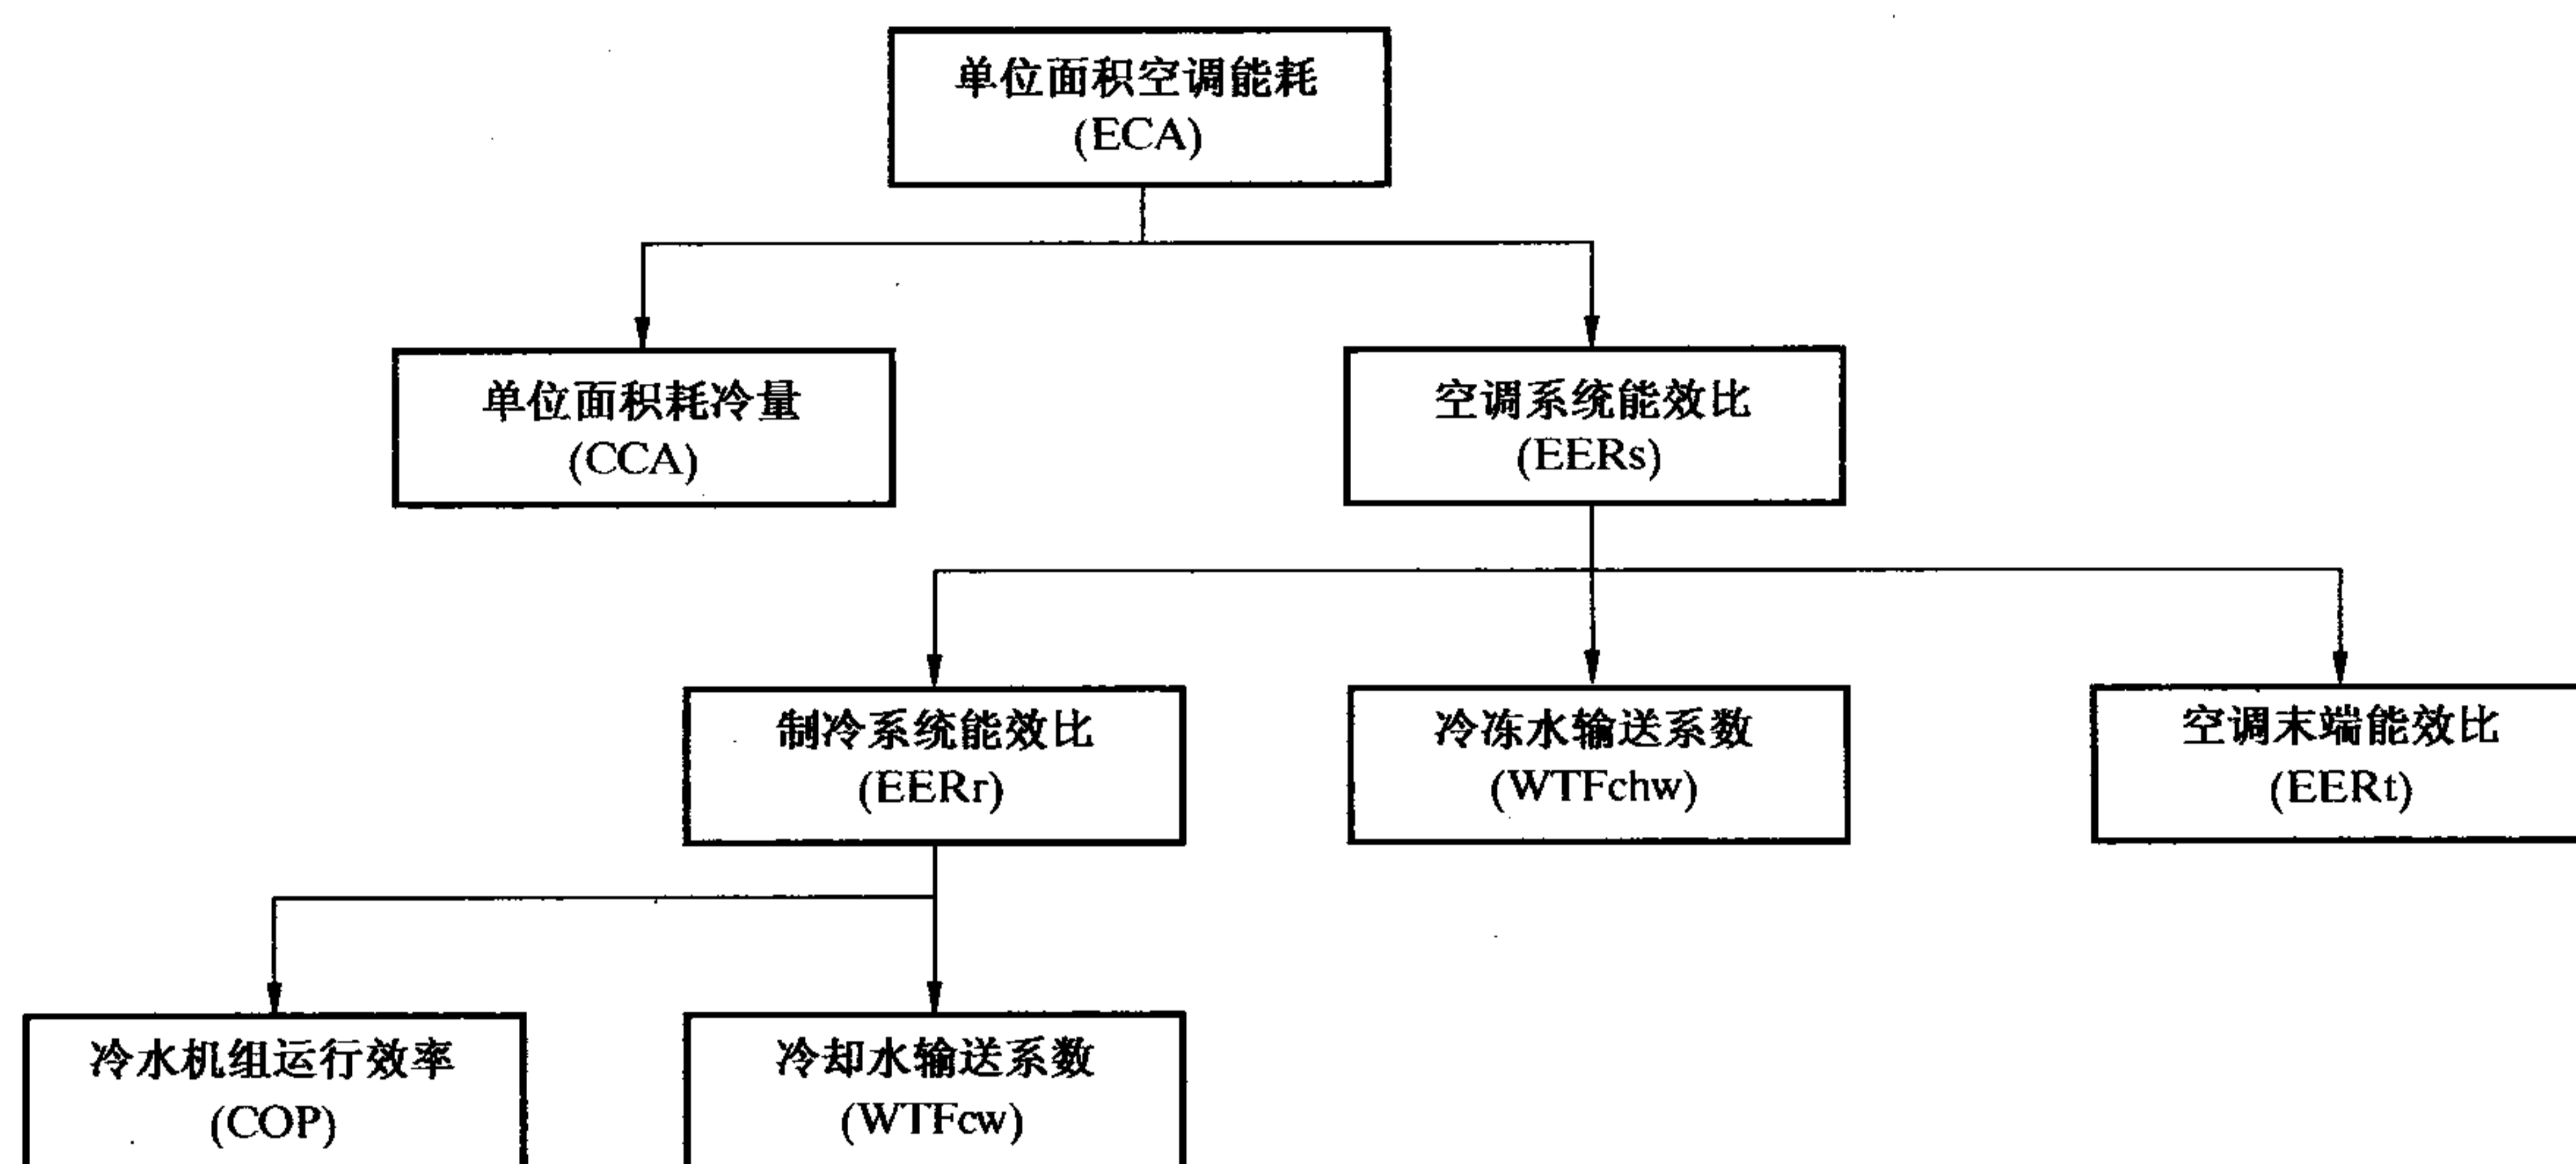 单位面积空调能耗
(ECA)
单位面积耗冷量
(CCA)
空调系统能效比
(EERs)
制冷系统能效比
(EERr)
冷冻水输送系数
(WTFchw)
空调末端能效比
(EERt)
冷水机组运行效率
(COP)
冷却水输送系数
(WTFcw)